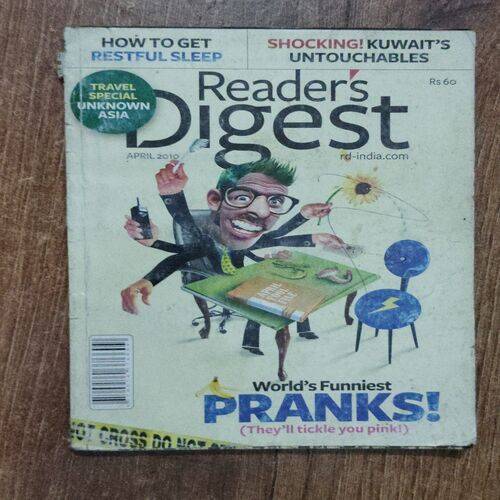 HOW TO GET
RESTFUL SLEEP
SHOCKING! KUWAIT'S
UNTOUCHABLES
TRAVEL
SPECIAL
UNKNOWN
ASIA
Reader's
Digest
Rs 60
APRIL 2010
rd-india.com
World's Funniest
PRANKS!
(They'll tickle you pink!)
NOT CROSS DO NOT